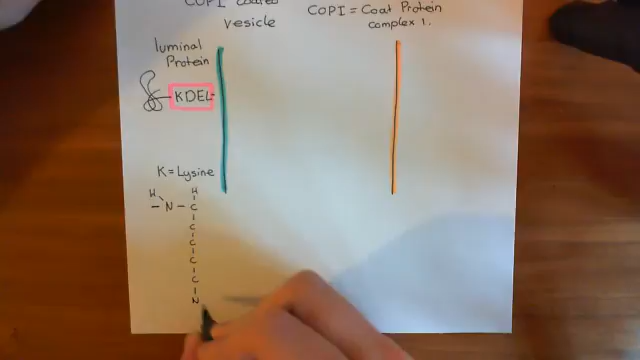 COPI coated
vesicle
COPI = Coat Protein
complex 1.
luminal
Protein
KDEL
K = Lysine
H H
N - C
C
C
C
C
N